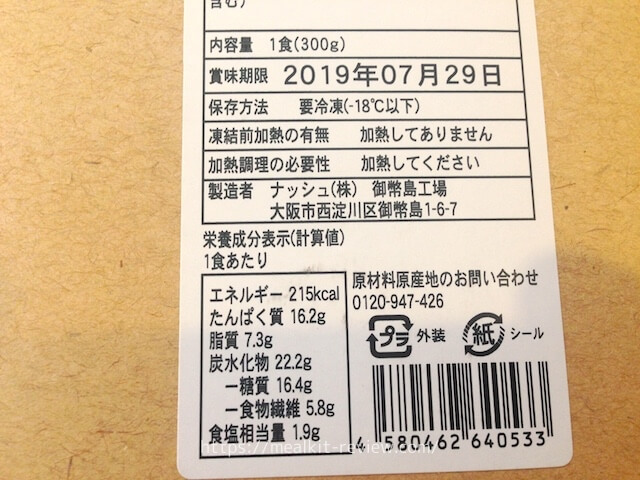 含む)
内容量 1食(300g)
賞味期限 2019年07月29日
保存方法 要冷凍(-18℃以下)
凍結前加熱の有無 加熱してありません
加熱調理の必要性 加熱してください
製造者 ナッシュ(株) 御幣島工場
大阪市西淀川区御幣島1-6-7
栄養成分表示(計算値)
1食あたり
エネルギー 215kcal
たんぱく質 16.2g
脂質 7.3g
炭水化物 22.2g
ー糖質 16.4g
ー食物繊維 5.8g
食塩相当量 1.9g
原材料原産地のお問い合わせ
0120-947-426
プラ 外装 紙 シール
4 580462 640533
https://mealkit-review.com/